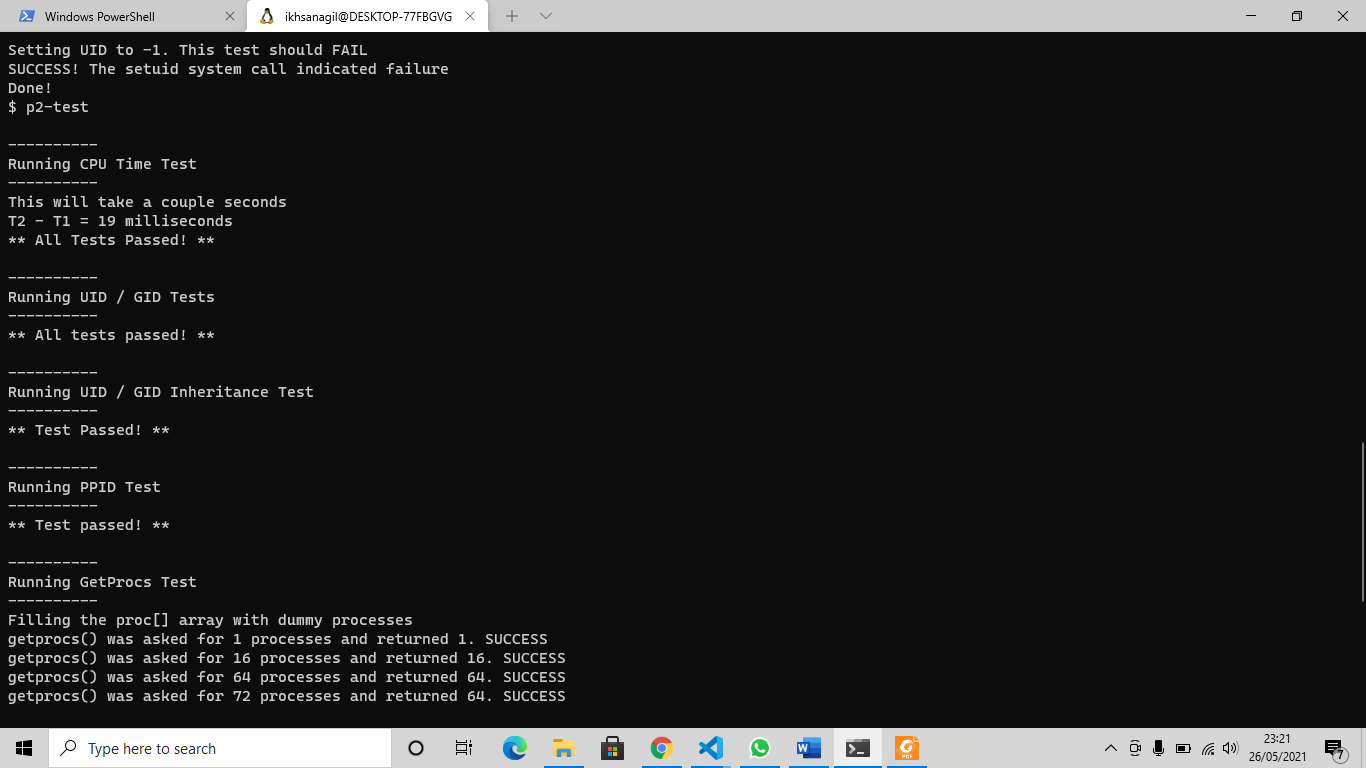 Windows PowerShell
ikhsanagil@DESKTOP-77FBGVG
Setting UID to -1. This test should FAIL
SUCCESS! The setuid system call indicated failure
Done!
$ p2-test
----------
Running CPU Time Test
----------
This will take a couple seconds
T2 - T1 = 19 milliseconds
** All Tests Passed! **
----------
Running UID / GID Tests
----------
** All tests passed! **
----------
Running UID / GID Inheritance Test
----------
** Test Passed! **
----------
Running PPID Test
----------
** Test passed! **
----------
Running GetProcs Test
----------
Filling the proc[] array with dummy processes
getprocs() was asked for 1 processes and returned 1. SUCCESS
getprocs() was asked for 16 processes and returned 16. SUCCESS
getprocs() was asked for 64 processes and returned 64. SUCCESS
getprocs() was asked for 72 processes and returned 64. SUCCESS
Type here to search
W
PDF
23:21
26/05/2021
7